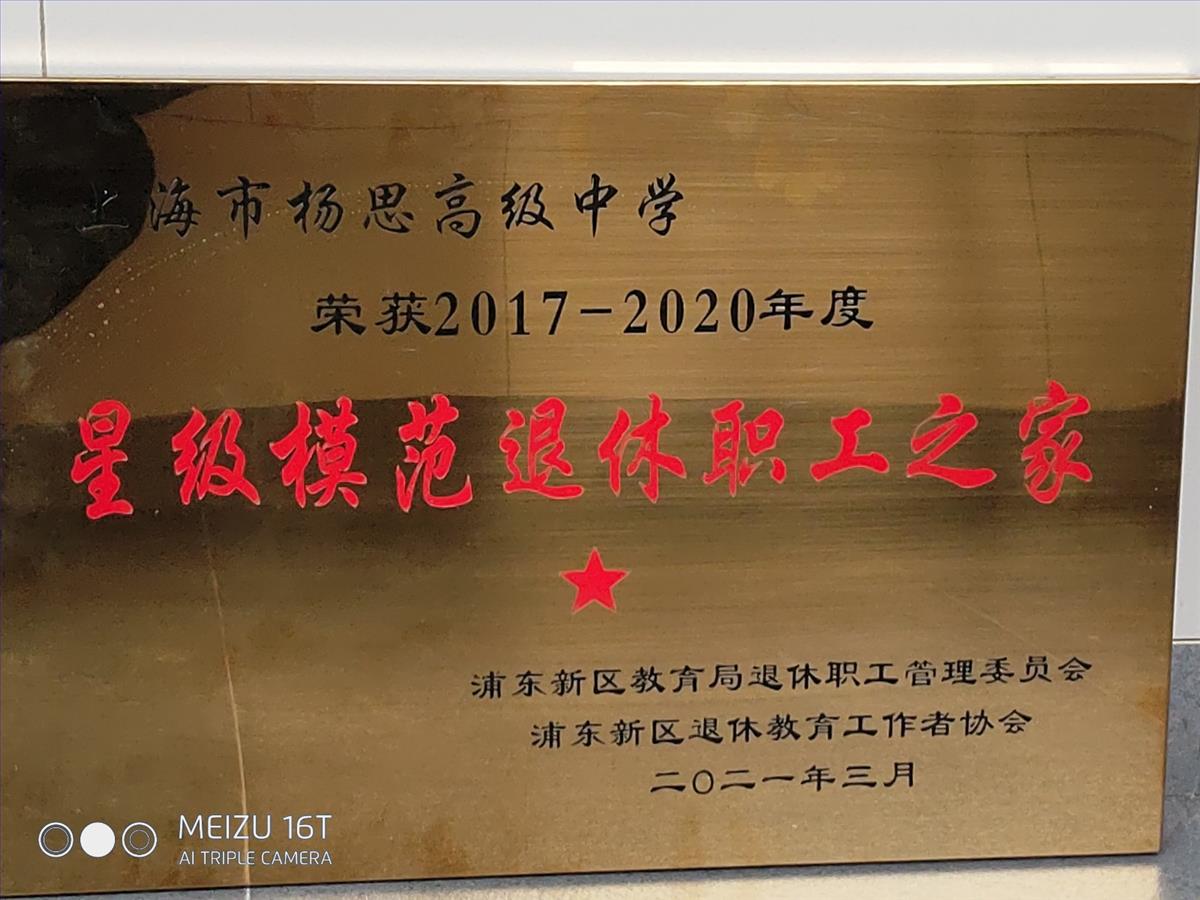 上海市杨思高级中学
荣获2017-2020年度
星级模范退休职工之家
浦东新区教育局退休职工管理委员会
浦东新区退休教育工作者协会
二〇二一年三月
MEIZU 16T
AI TRIPLE CAMERA